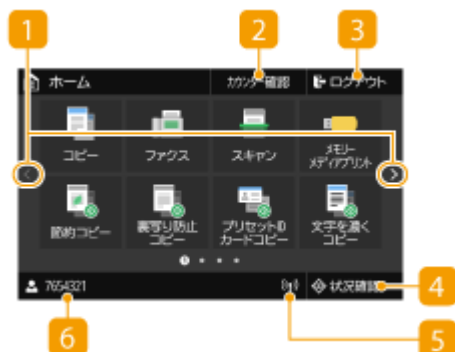 1 2 3
ホーム カウンター確認 ログアウト
コピー ファクス スキャン メモリー
メディアプリント
節約コピー 裏写り防止
コピー プリセットID
カードコピー 文字を濃く
コピー
7654321 状況確認 4
6 5